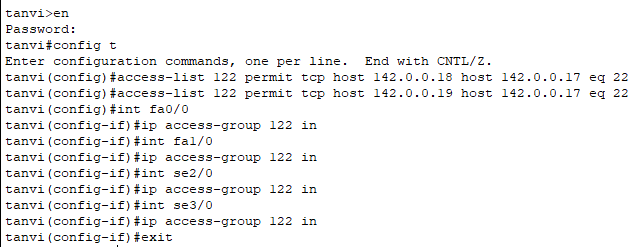 tanvi>en
Password:
tanvi#config t
Enter configuration commands, one per line.  End with CNTL/Z.
tanvi(config)#access-list 122 permit tcp host 142.0.0.18 host 142.0.0.17 eq 22
tanvi(config)#access-list 122 permit tcp host 142.0.0.19 host 142.0.0.17 eq 22
tanvi(config)#int fa0/0
tanvi(config-if)#ip access-group 122 in
tanvi(config-if)#int fa1/0
tanvi(config-if)#ip access-group 122 in
tanvi(config-if)#int se2/0
tanvi(config-if)#ip access-group 122 in
tanvi(config-if)#int se3/0
tanvi(config-if)#ip access-group 122 in
tanvi(config-if)#exit